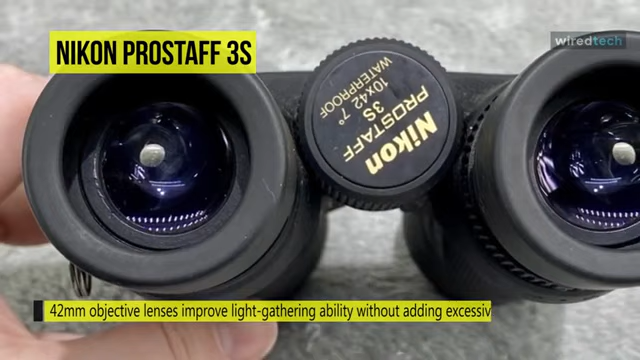 NIKON PROSTAFF 3S
wiredtech
Nikon
PROSTAFF
3S
10x42 7°
WATERPROOF
42mm objective lenses improve light-gathering ability without adding excessiv